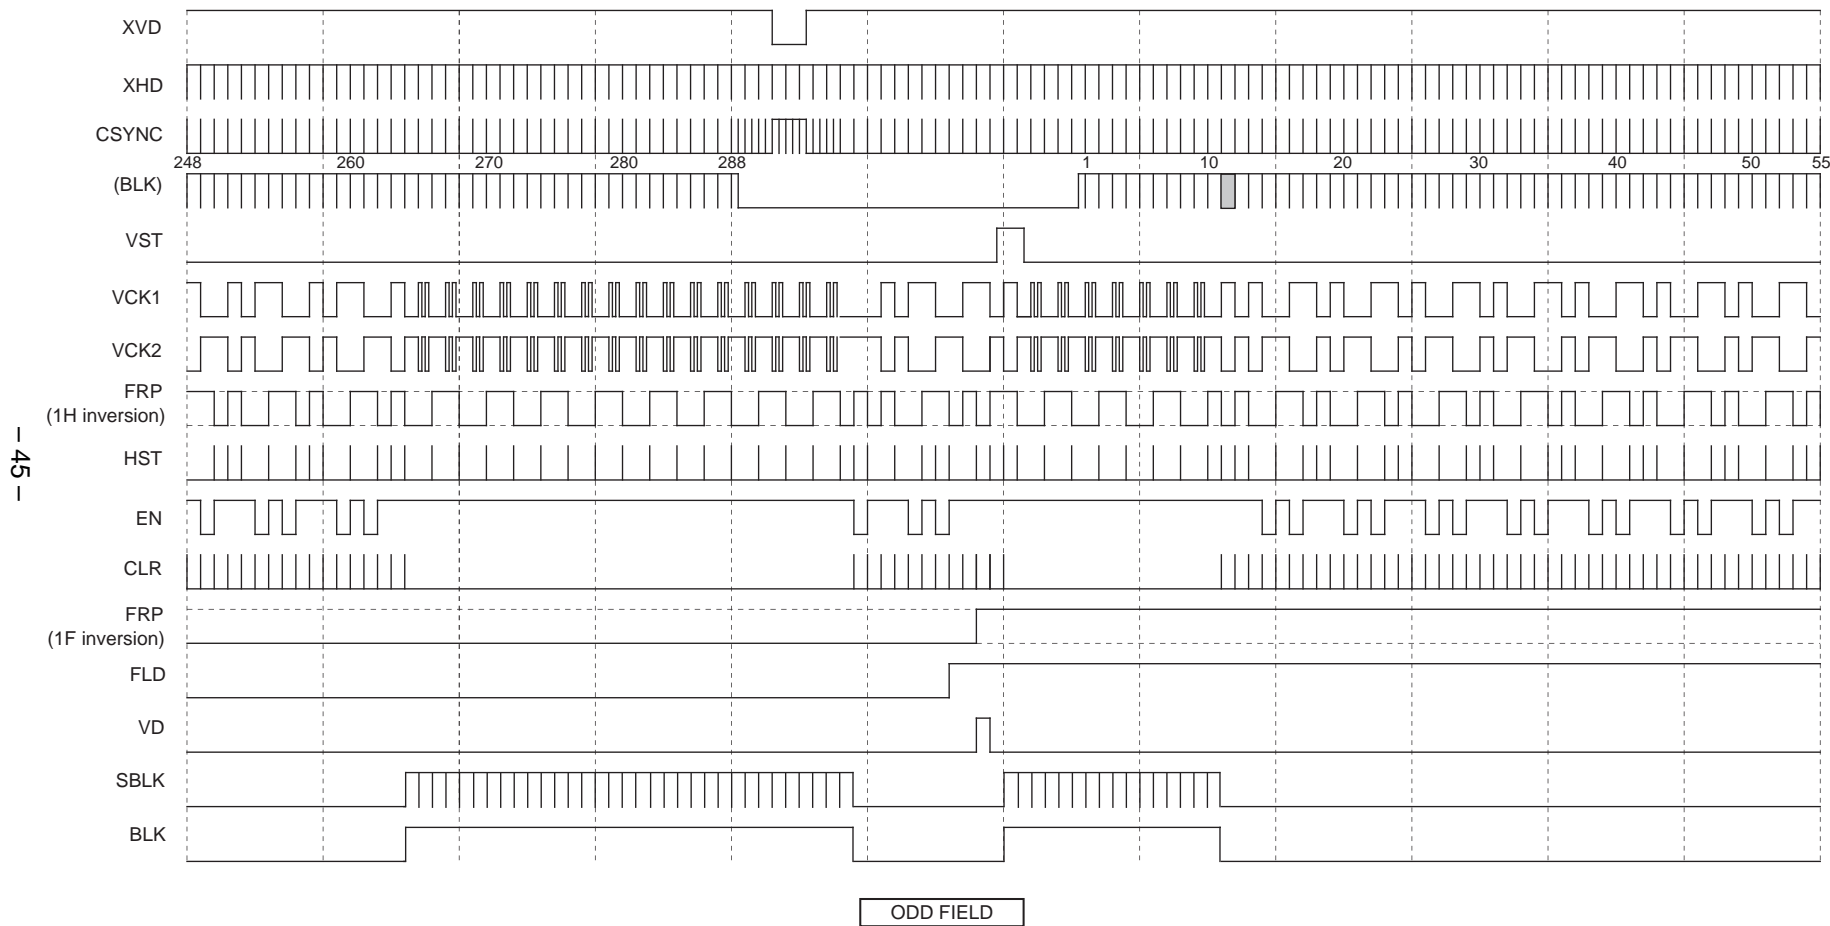 XVD
XHD
CSYNC
248 260 270 280 288 1 10 20 30 40 50 55
(BLK)
VST
VCK1
VCK2
FRP
(1H inversion)
HST
EN
CLR
FRP
(1F inversion)
FLD
VD
SBLK
BLK
ODD FIELD
– 45 –